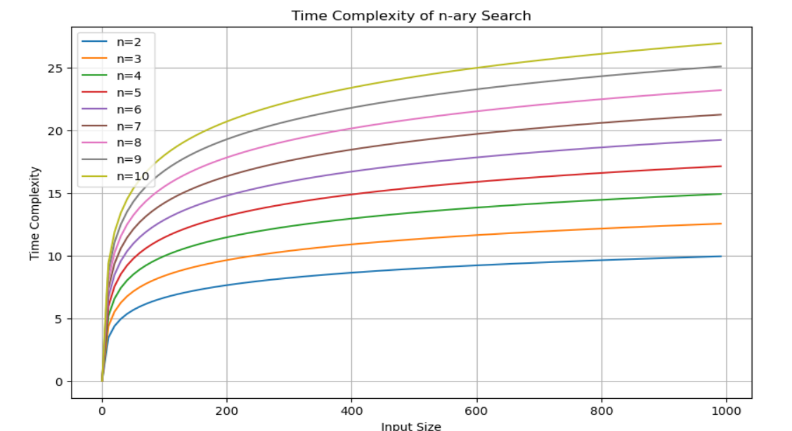 Time Complexity of n-ary Search
Time Complexity
25
20
15
10
5
0
n=2
n=3
n=4
n=5
n=6
n=7
n=8
n=9
n=10
0 200 400 600 800 1000
Input Size